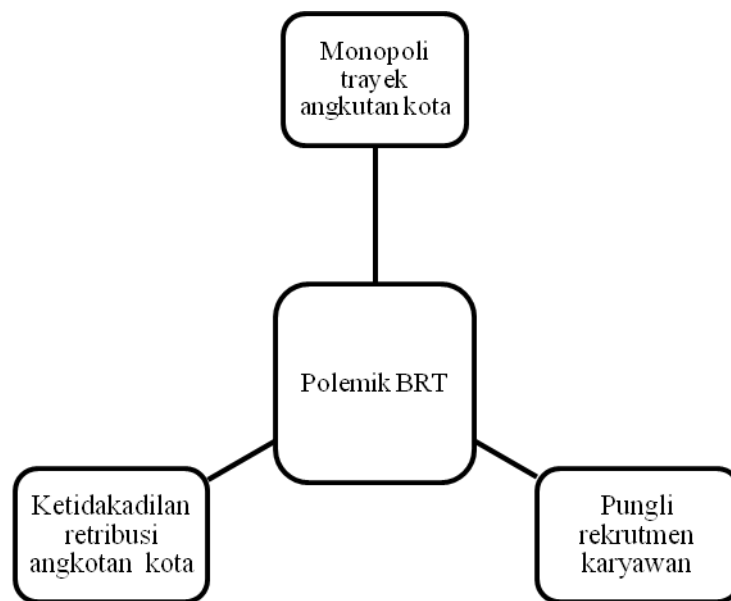 Monopoli
trayek
angkutan kota
Polemik BRT
Ketidakadilan
retribusi
angkotan kota
Pungli
rekrutmen
karyawan